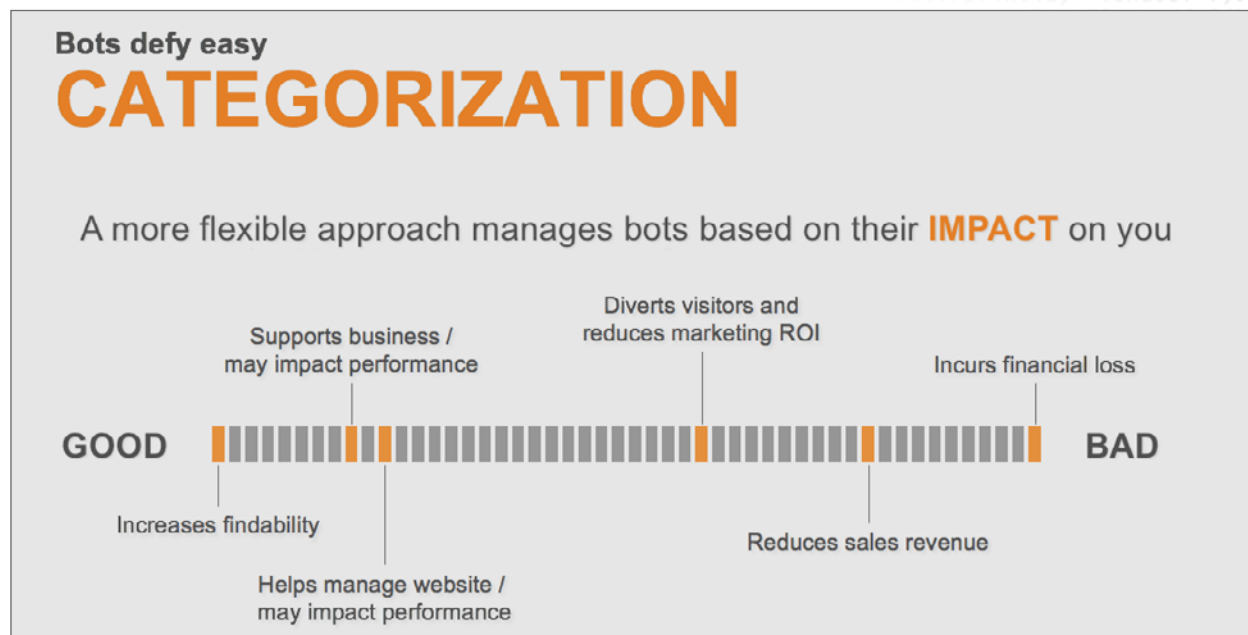 Bots defy easy
CATEGORIZATION
A more flexible approach manages bots based on their IMPACT on you
Diverts visitors and
reduces marketing ROI
Supports business /
may impact performance
Incurs financial loss
GOOD
BAD
Increases findability
Reduces sales revenue
Helps manage website /
may impact performance